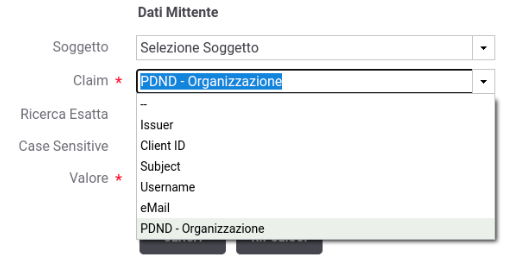 Dati Mittente
Soggetto Selezione Soggetto
Claim * PDND - Organizzazione
--
Ricerca Esatta Issuer
Client ID
Case Sensitive Subject
Valore * Username
eMail
PDND - Organizzazione